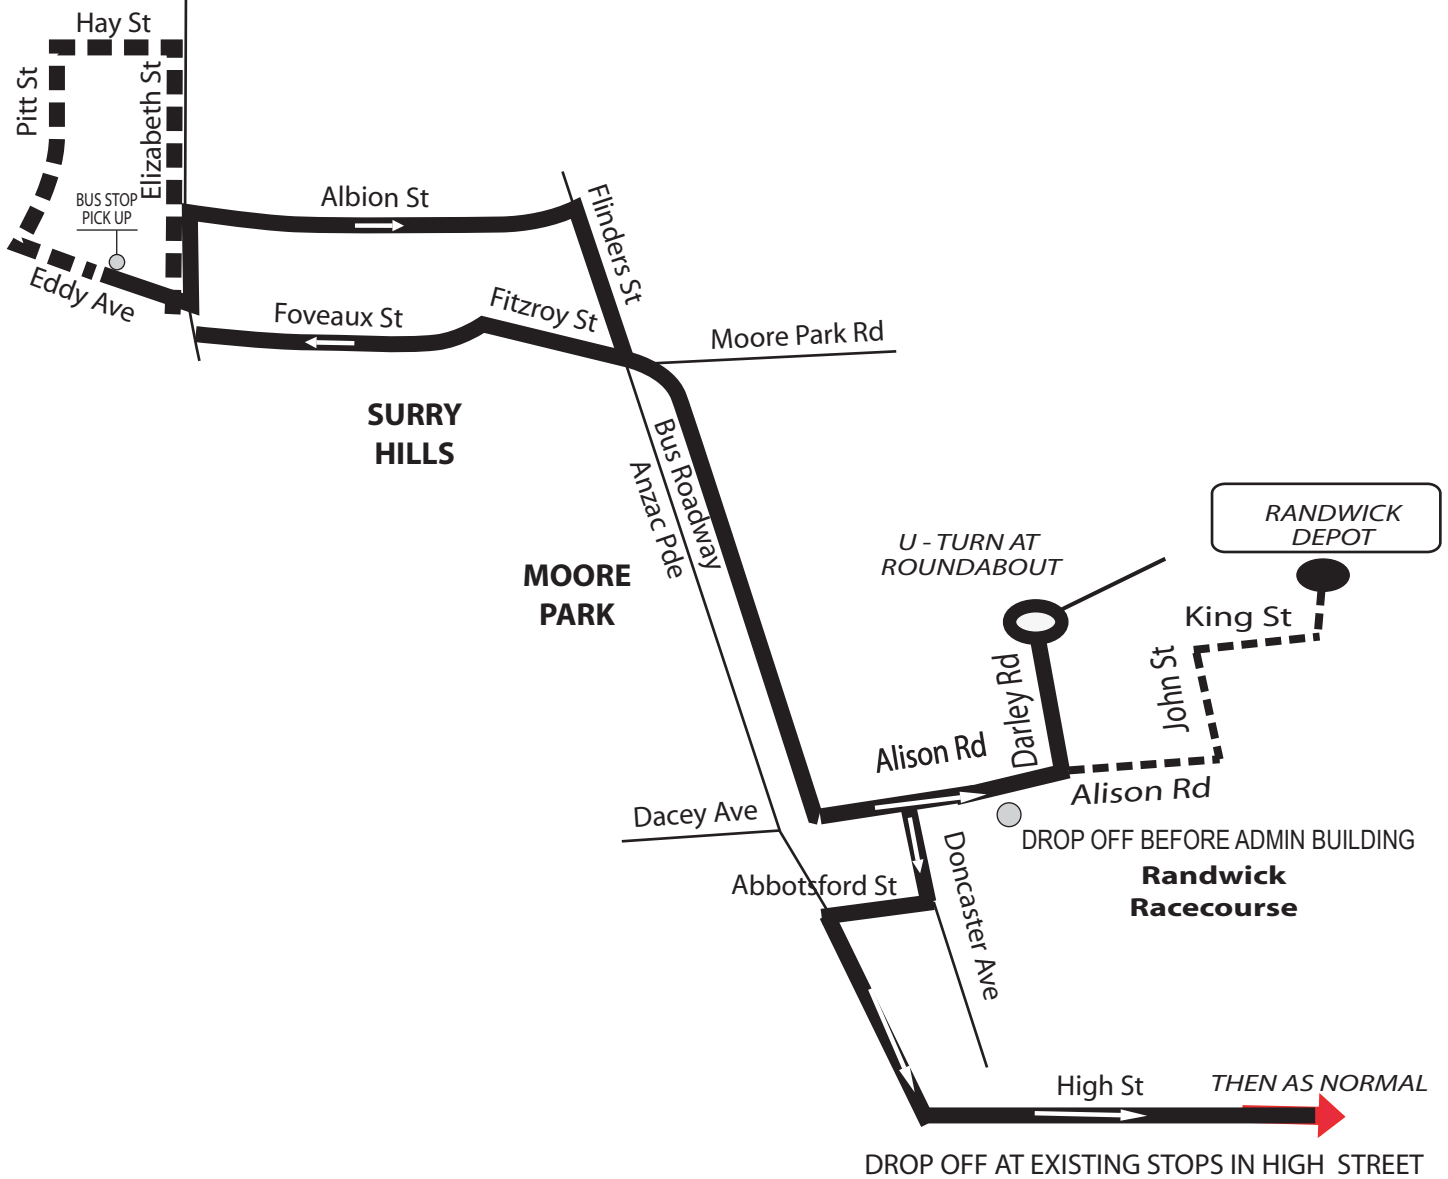 Hay St
Pitt St
Elizabeth St
BUS STOP
PICK UP
Eddy Ave
Albion St
Flinders St
Foveaux St
Fitzroy St
Moore Park Rd
SURRY
HILLS
Bus Roadway
Anzac Pde
MOORE
PARK
U - TURN AT
ROUNDABOUT
RANDWICK
DEPOT
King St
John St
Darley Rd
Alison Rd
Alison Rd
Dacey Ave
DROP OFF BEFORE ADMIN BUILDING
Randwick
Racecourse
Abbotsford St
Doncaster Ave
High St
THEN AS NORMAL
DROP OFF AT EXISTING STOPS IN HIGH STREET